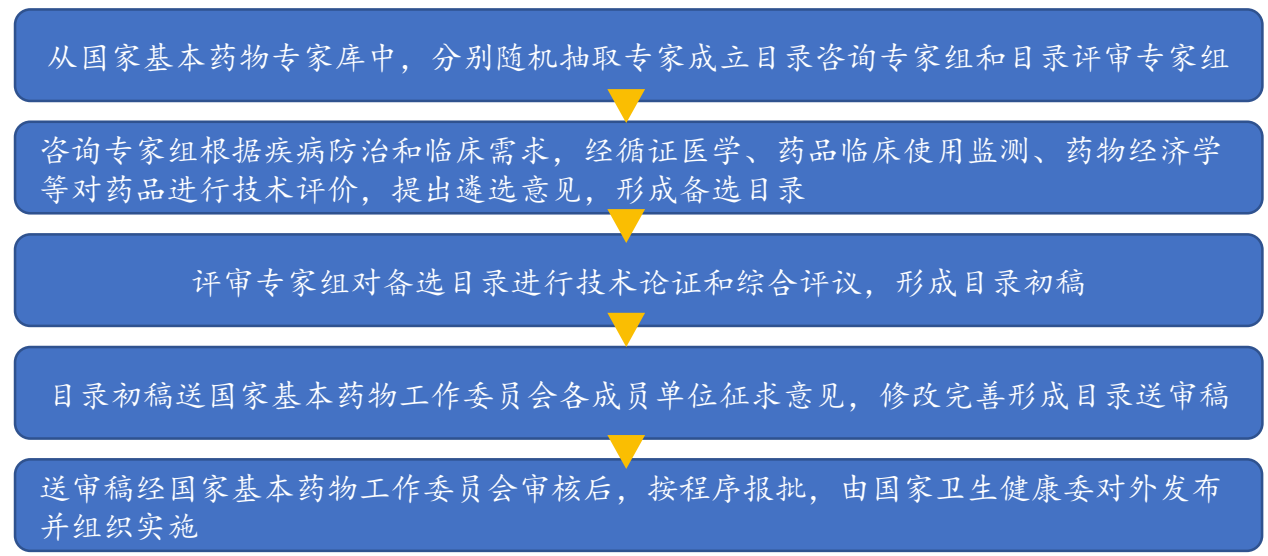 从国家基本药物专家库中，分别随机抽取专家成立目录咨询专家组和目录评审专家组
咨询专家组根据疾病防治和临床需求，经循证医学、药品临床使用监测、药物经济学
等对药品进行技术评价，提出遴选意见，形成备选目录
评审专家组对备选目录进行技术论证和综合评议，形成目录初稿
目录初稿送国家基本药物工作委员会各成员单位征求意见，修改完善形成目录送审稿
送审稿经国家基本药物工作委员会审核后，按程序报批，由国家卫生健康委对外发布
并组织实施